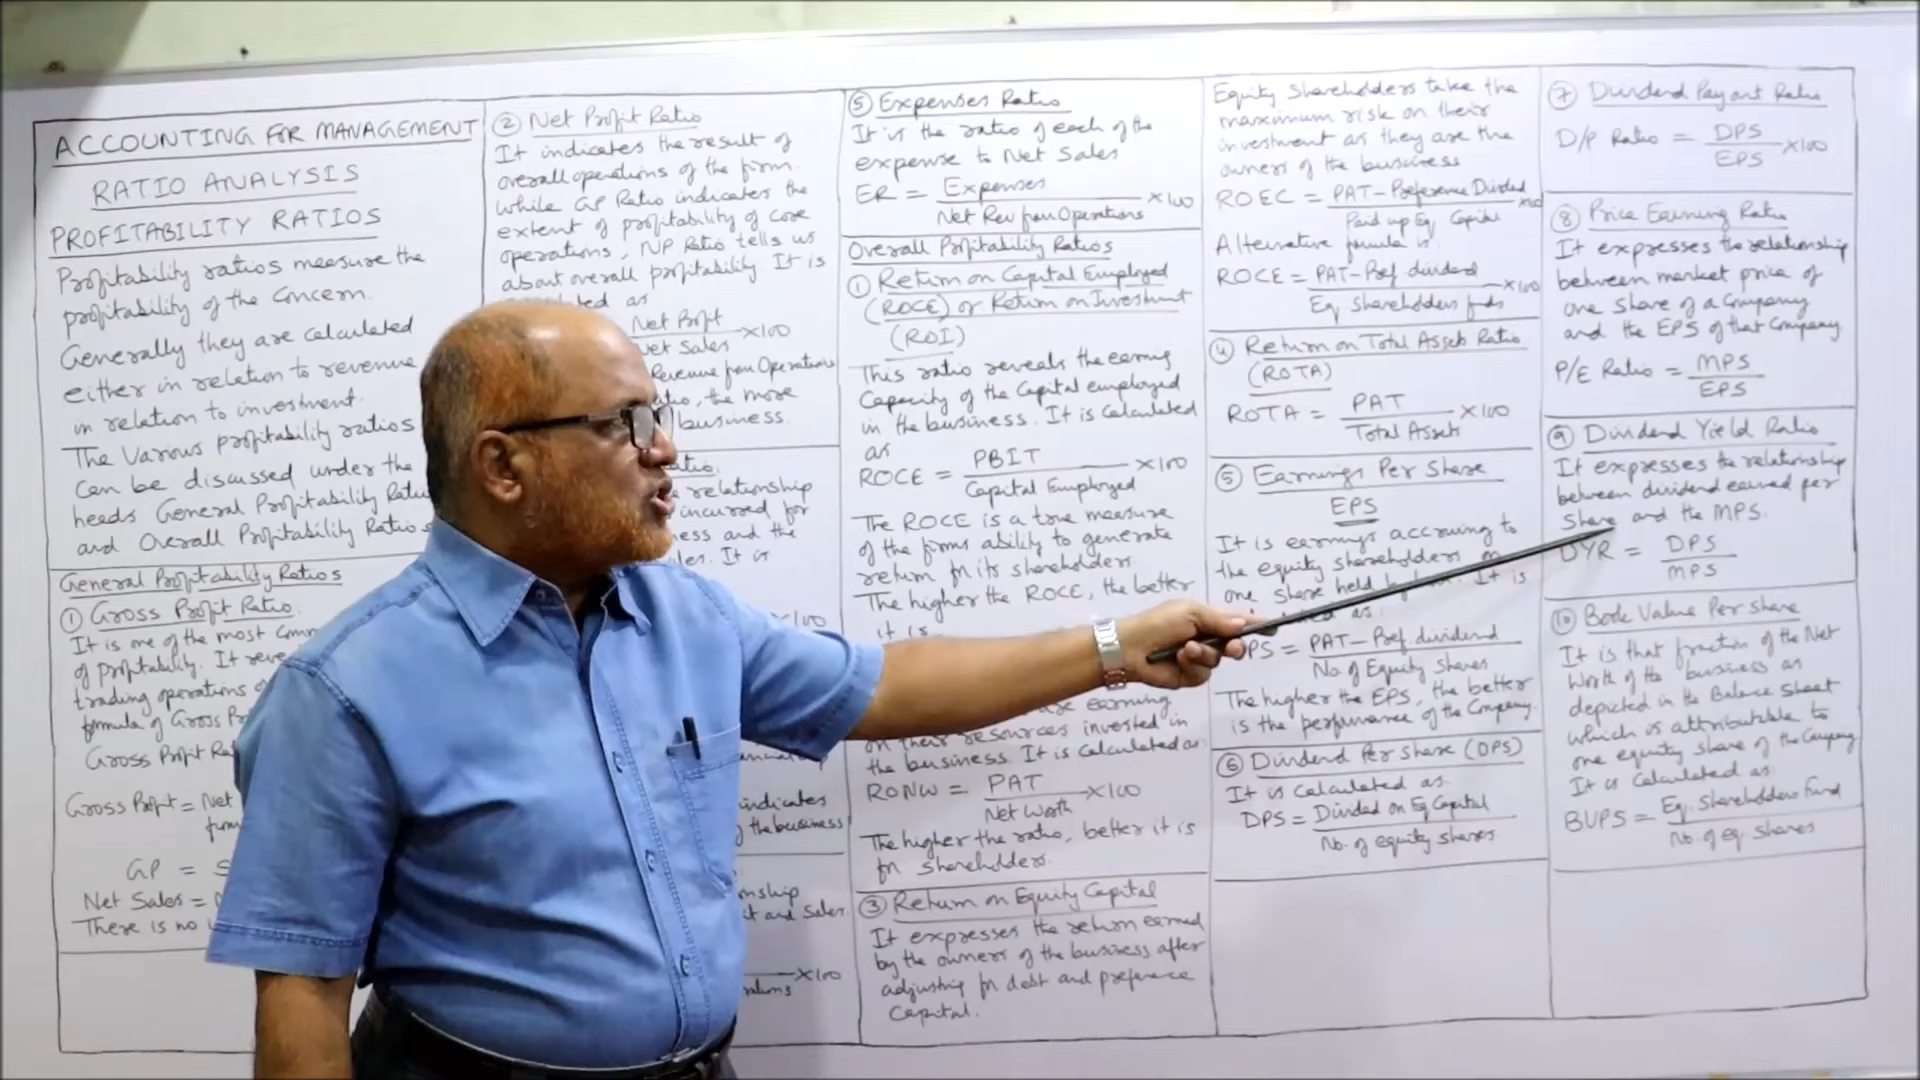 ACCOUNTING FOR MANAGEMENT
RATIO ANALYSIS
PROFITABILITY RATIOS
Profitability ratios measure the
profitability of the Concern.
Generally they are calculated
either in relation to revenue
in relation to investment.
The Various profitability ratios
Can be discussed under the
heads General Profitability Ratios
and Overall Profitability Ratios
General Profitability Ratios
① Gross Profit Ratio.
It is one of the most
of profitability. It
trading operations
formula of Gross
Gross Profit
Gross Profit = Net
GP =
Net Sales =
There is no
② Net Profit Ratio
It indicates the result of
overall operations of the firm.
While GP Ratio indicates the
extent of profitability of core
operations, NP Ratio tells us
about overall profitability. It is
as
Net Profit ×100
Net Sales
Revenue from Operations
the more
business.
relationship
incurred for
and the
It is
×100
indicates
the business
and Sales
×100
⑤ Expenses Ratio
It is the ratio of each of the
expense to Net Sales
ER = Expenses ×100
Net Rev from Operations
Overall Profitability Ratios
① Return on Capital Employed
(ROCE) or Return on Investment
(ROI)
This ratio reveals the earning
Capacity of the Capital employed
in the business. It is Calculated
as
ROCE = PBIT ×100
Capital Employed
The ROCE is a true measure
of the firms ability to generate
return for its shareholders.
The higher the ROCE, the better
it is
earning
on their resources invested in
the business. It is Calculated as:
RONW = PAT ×100
Net Worth
The higher the ratio, better it is
for shareholders.
③ Return on Equity Capital
It expresses the return earned
by the owners of the business after
adjusting for debt and preference
Capital.
Equity Shareholders take the
maximum risk on their
investment as they are the
owners of the business
ROEC = PAT - Preference Divided ×100
Paid up Eq Capital
Alternative formula is
ROCE = PAT - Pref dividend ×100
Eq Shareholders funds
④ Return on Total Assets Ratio
(ROTA)
ROTA = PAT ×100
Total Assets
⑤ Earnings Per Share
EPS
It is earnings accruing to
the equity shareholders on
one share held It is
as:
PS = PAT - Pref dividend
No. of Equity shares
The higher the EPS, the better
is the performance of the Company.
⑥ Dividend Per Share (DPS)
It is Calculated as
DPS = Divided on Eq Capital
No. of equity shares
⑦ Dividend Pay out Ratio
D/P Ratio = DPS ×100
EPS
⑧ Price Earning Ratio
It expresses the relationship
between market price of
one share of a Company
and the EPS of that Company.
P/E Ratio = MPS
EPS
⑨ Dividend Yield Ratio
It expresses the relationship
between dividend earned per
Share and the MPS.
DYR = DPS
MPS
⑩ Book Value Per share
It is that fraction of the Net
Worth of the business as
depicted in the Balance Sheet
which is attributable to
one equity share of the Company
It is Calculated as:
BVPS = Eq. Shareholders Fund
No. of eq. shares